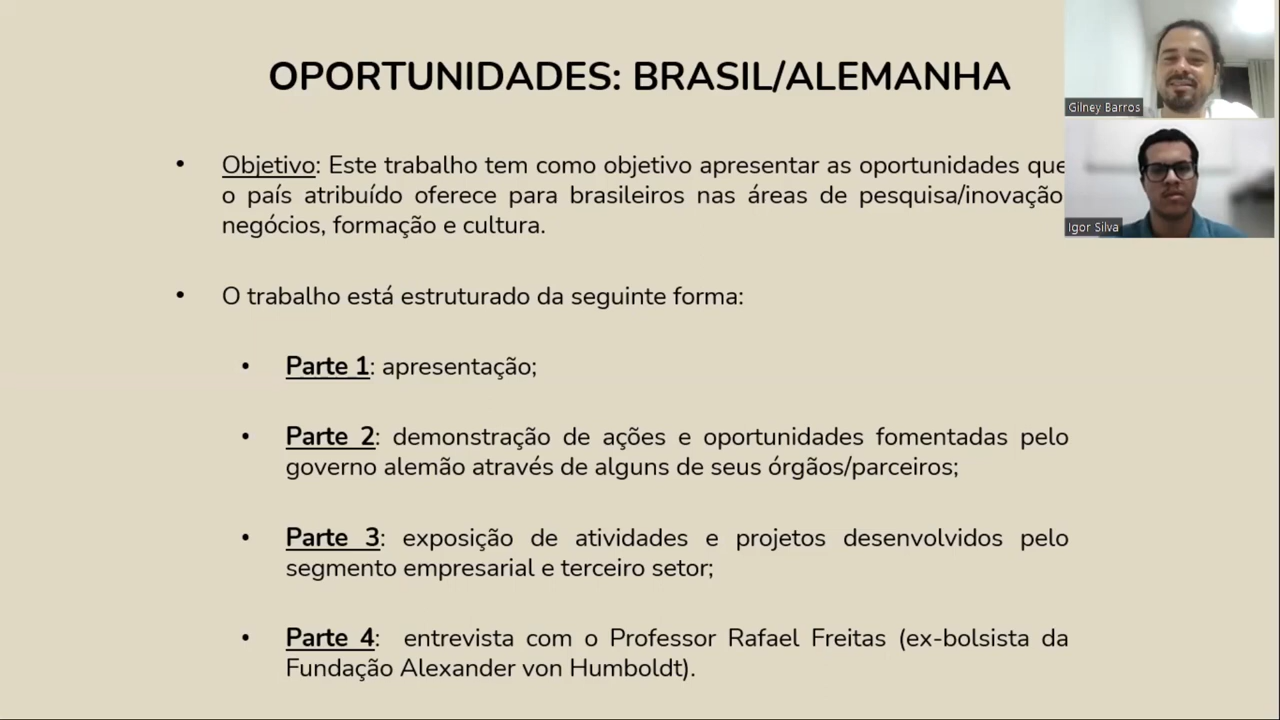 OPORTUNIDADES: BRASIL/ALEMANHA
Gilney Barros
Igor Silva
• Objetivo: Este trabalho tem como objetivo apresentar as oportunidades que
o país atribuído oferece para brasileiros nas áreas de pesquisa/inovação
negócios, formação e cultura.
• O trabalho está estruturado da seguinte forma:
• Parte 1: apresentação;
• Parte 2: demonstração de ações e oportunidades fomentadas pelo
governo alemão através de alguns de seus órgãos/parceiros;
• Parte 3: exposição de atividades e projetos desenvolvidos pelo
segmento empresarial e terceiro setor;
• Parte 4: entrevista com o Professor Rafael Freitas (ex-bolsista da
Fundação Alexander von Humboldt).